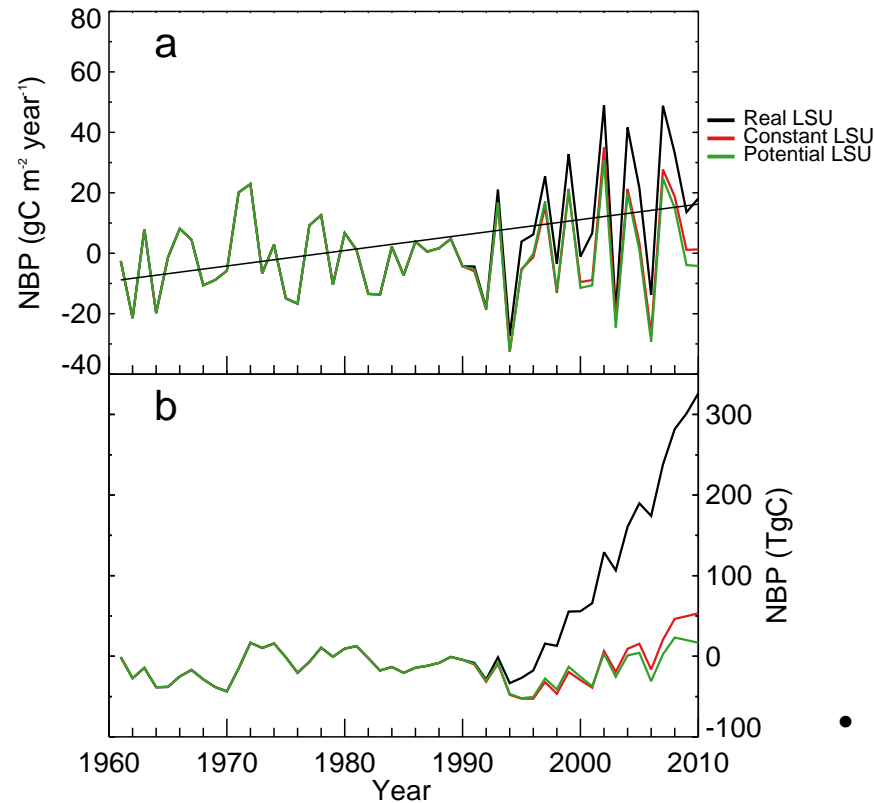 a
80
60
40
20
0
-20
-40
NBP (gC m⁻² year⁻¹)
Real LSU
Constant LSU
Potential LSU
b
300
200
100
0
-100
NBP (TgC)
1960 1970 1980 1990 2000 2010
Year